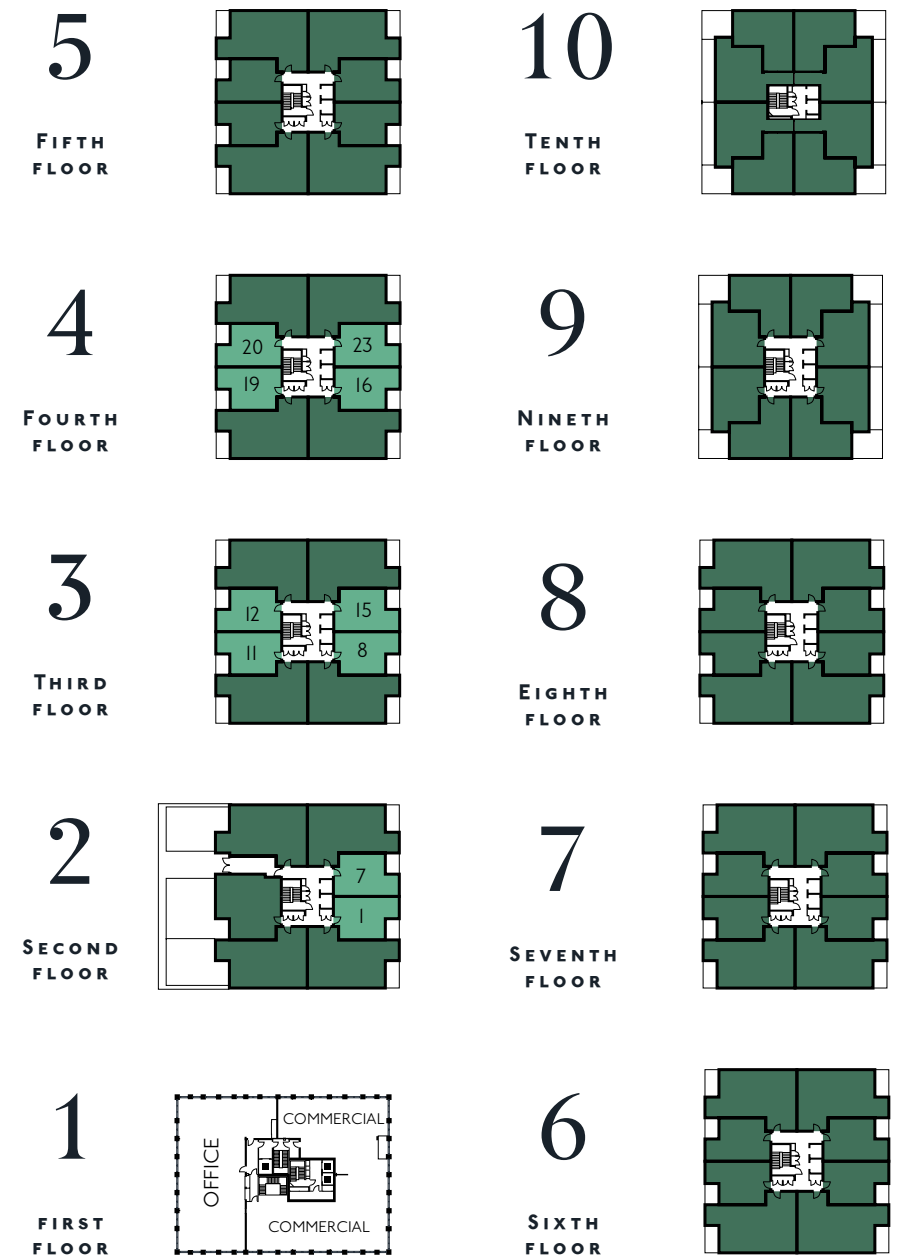 5
FIFTH
FLOOR
10
TENTH
FLOOR
4
FOURTH
FLOOR
20
23
19
16
9
NINETH
FLOOR
3
THIRD
FLOOR
12
15
11
8
8
EIGHTH
FLOOR
2
SECOND
FLOOR
7
1
7
SEVENTH
FLOOR
1
FIRST
FLOOR
OFFICE
COMMERCIAL
COMMERCIAL
6
SIXTH
FLOOR